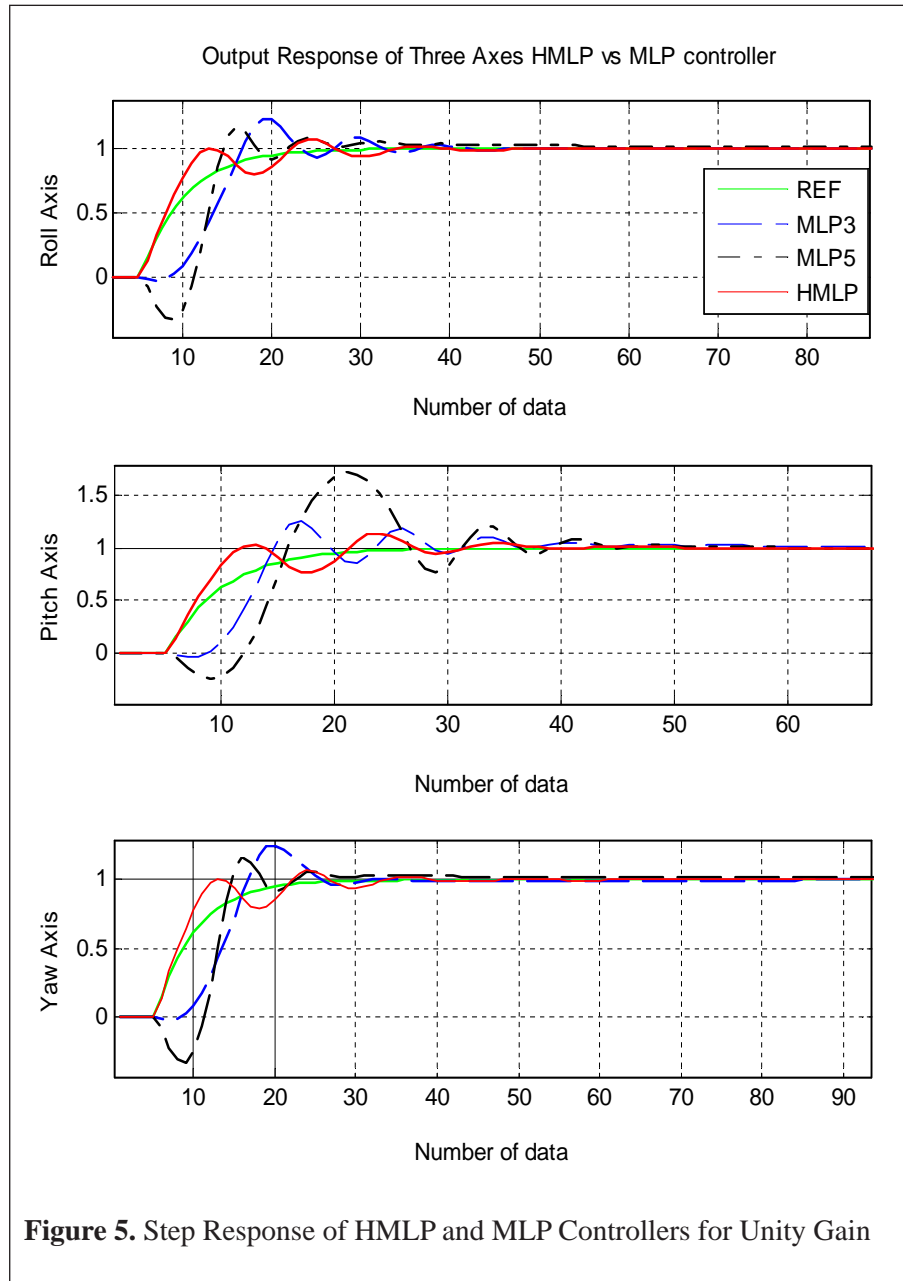 Output Response of Three Axes HMLP vs MLP controller
Roll Axis
1
0.5
0
REF
MLP3
MLP5
HMLP
10 20 30 40 50 60 70 80
Number of data
Pitch Axis
1.5
1
0.5
0
10 20 30 40 50 60
Number of data
Yaw Axis
1
0.5
0
10 20 30 40 50 60 70 80 90
Number of data
Figure 5. Step Response of HMLP and MLP Controllers for Unity Gain